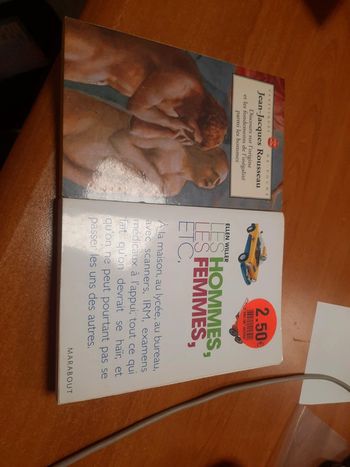 Jean-Jacques Rousseau
Discours sur l'origine
et les fondements de l'inégalité
parmi les hommes
ELLEN WILLER
LES HOMMES,
LES FEMMES,
ETC.
2.50€
À la maison, au lycée, au bureau,
avec scanners, IRM, examens
médicaux à l'appui, tout ce qui
fait qu'on devrait se haïr, et
qu'on ne peut pourtant pas se
passer les uns des autres.
MARABOUT